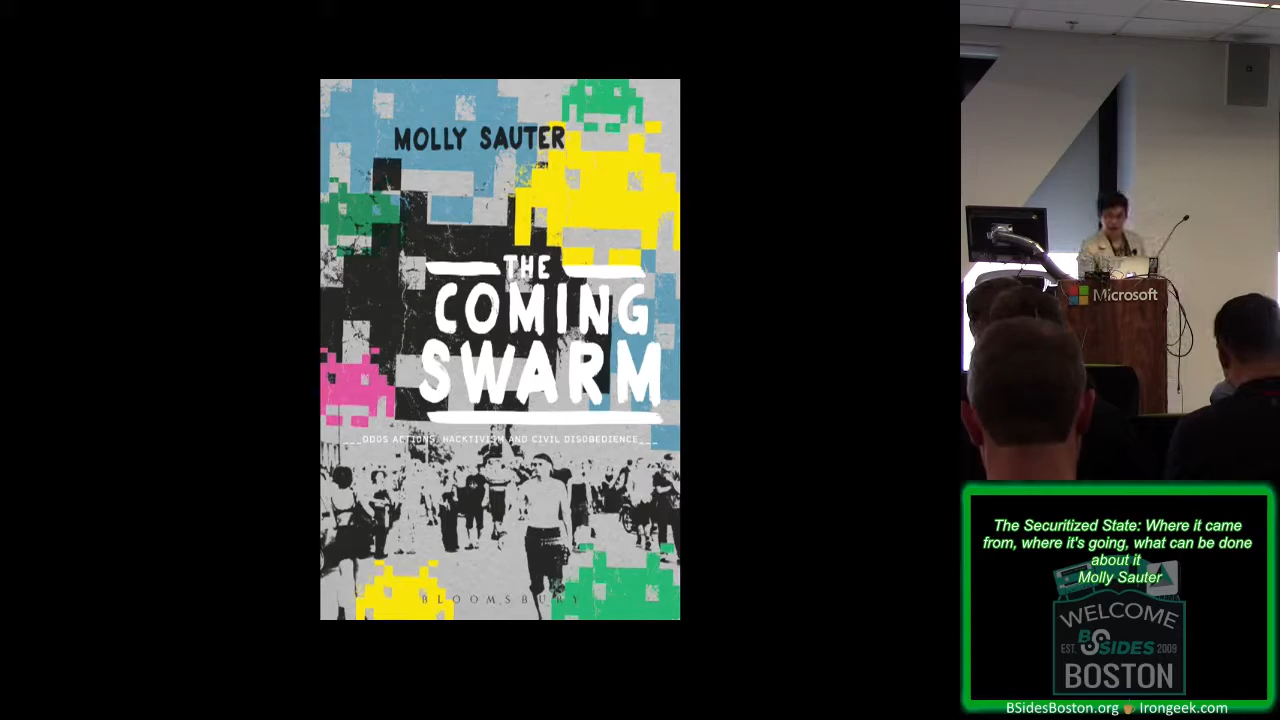 MOLLY SAUTER
THE
COMING
SWARM
___DDOS ACTIONS, HACKTIVISM AND CIVIL DISOBEDIENCE___
BLOOMSBURY
Microsoft
The Securitized State: Where it came
from, where it's going, what can be done
about it
Molly Sauter
WELCOME
EST. BSIDES 2009
BOSTON
BSidesBoston.org Irongeek.com